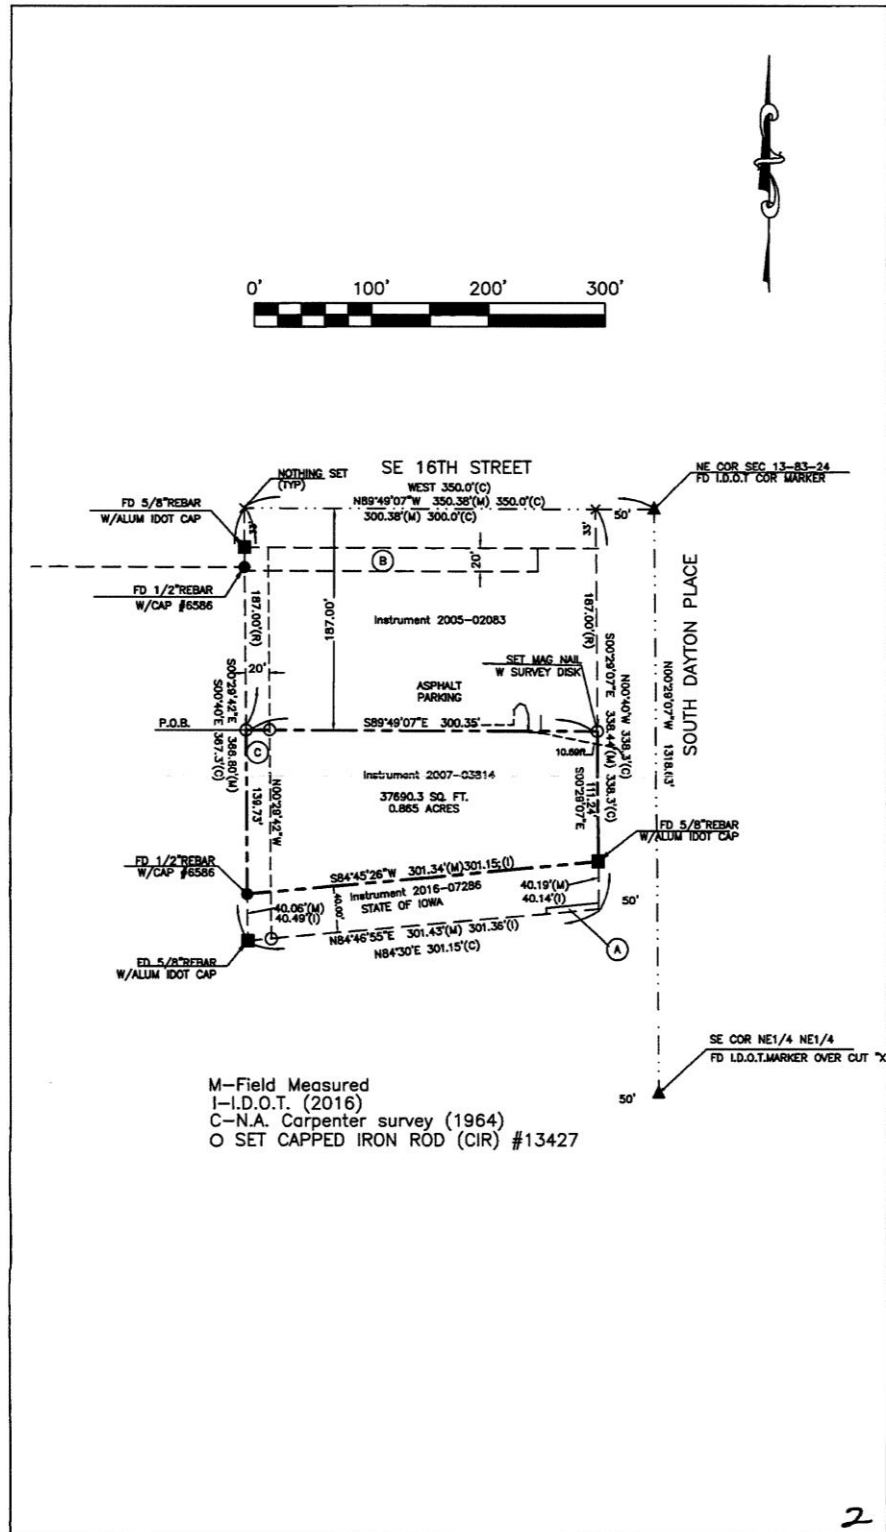 0' 100' 200' 300'
SE 16TH STREET
NOTHING SET
(TYP)
WEST 350.0'(C)
N89°49'07"W 350.38'(M) 350.0'(C)
300.38'(M) 300.0'(C)
NE COR SEC 13-83-24
FD I.D.O.T COR MARKER
50'
FD 5/8"REBAR
W/ALUM IDOT CAP
33'
33'
B
20'
FD 1/2"REBAR
W/CAP #6586
187.00'(R)
187.00'
187.00'(R)
Instrument 2005-02083
SOUTH DAYTON PLACE
N00°29'07"W 1318.63'
20'
SET MAG NAIL
W SURVEY DISK
ASPHALT
PARKING
P.O.B.
S89°49'07"E 300.35'
S00°29'42"E 366.80'(M)
S00°40'E 367.3'(C)
S00°29'07"E 338.44'(M) 338.3'(C)
N00°40'W 338.3'(C)
C
10.69ft.
Instrument 2007-03814
37690.3 SQ. FT.
0.865 ACRES
139.73'
N00°29'42"W
111.24'
S00°29'07"E
FD 5/8"REBAR
W/ALUM IDOT CAP
FD 1/2"REBAR
W/CAP #6586
S84°45'26"W 301.34'(M)301.15'(I)
Instrument 2016-07286
STATE OF IOWA
40.00'
40.19'(M)
40.14'(I)
40.06'(M)
40.49'(I)
50'
N84°46'55"E 301.43'(M) 301.36'(I)
N84°30'E 301.15'(C)
A
FD 5/8"REBAR
W/ALUM IDOT CAP
SE COR NE1/4 NE1/4
FD I.D.O.T.MARKER OVER CUT "X
50'
M-Field Measured
I-I.D.O.T. (2016)
C-N.A. Carpenter survey (1964)
O SET CAPPED IRON ROD (CIR) #13427
2